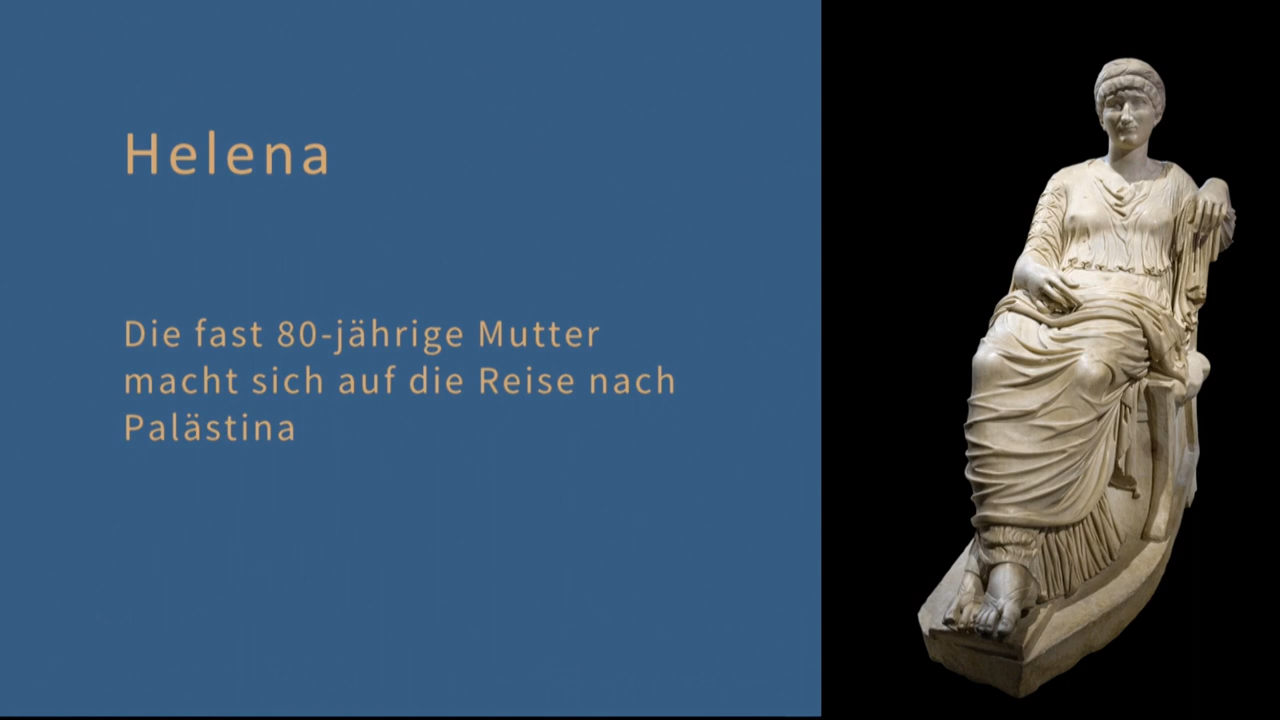 Helena
Die fast 80-jährige Mutter
macht sich auf die Reise nach
Palästina